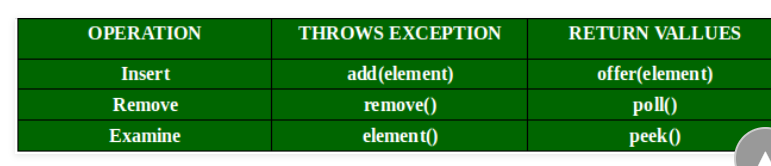 OPERATION THROWS EXCEPTION RETURN VALLUES
Insert add(element) offer(element)
Remove remove() poll()
Examine element() peek()